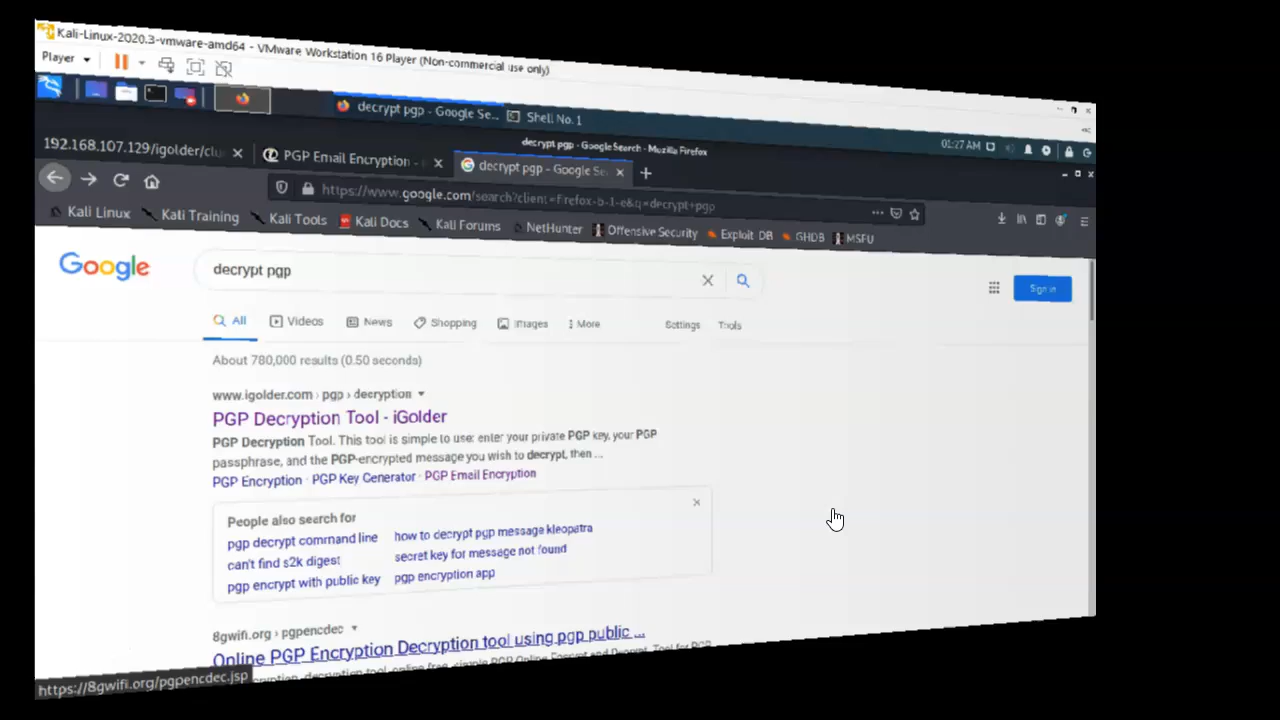 Kali-Linux-2020.3-vmware-amd64 - VMware Workstation 16 Player (Non-commercial use only)
Player
decrypt pgp - Google Se...
Shell No. 1
decrypt pgp - Google Search - Mozilla Firefox
01:27 AM
192.168.107.129/igolder/clu
PGP Email Encryption -
decrypt pgp - Google Se
https://www.google.com/search?client=firefox-b-1-e&q=decrypt+pgp
Kali Linux
Kali Training
Kali Tools
Kali Docs
Kali Forums
NetHunter
Offensive Security
Exploit DB
GHDB
MSFU
Google
decrypt pgp
Sign in
All
Videos
News
Shopping
Images
More
Settings
Tools
About 780,000 results (0.50 seconds)
www.igolder.com › pgp › decryption
PGP Decryption Tool - iGolder
PGP Decryption Tool. This tool is simple to use: enter your private PGP key, your PGP
passphrase, and the PGP-encrypted message you wish to decrypt, then ...
PGP Encryption · PGP Key Generator · PGP Email Encryption
People also search for
pgp decrypt command line
how to decrypt pgp message kleopatra
can't find s2k digest
secret key for message not found
pgp encrypt with public key
pgp encryption app
8gwifi.org › pgpencdec
Online PGP Encryption Decryption tool using pgp public ...
https://8gwifi.org/pgpencdec.jsp